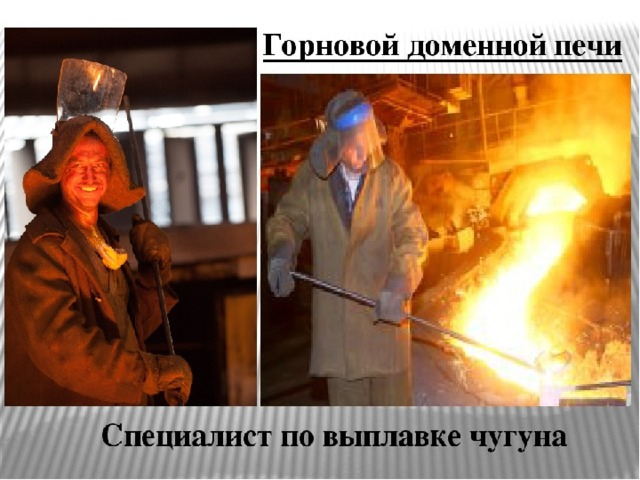 Горновой доменной печи
Специалист по выплавке чугуна